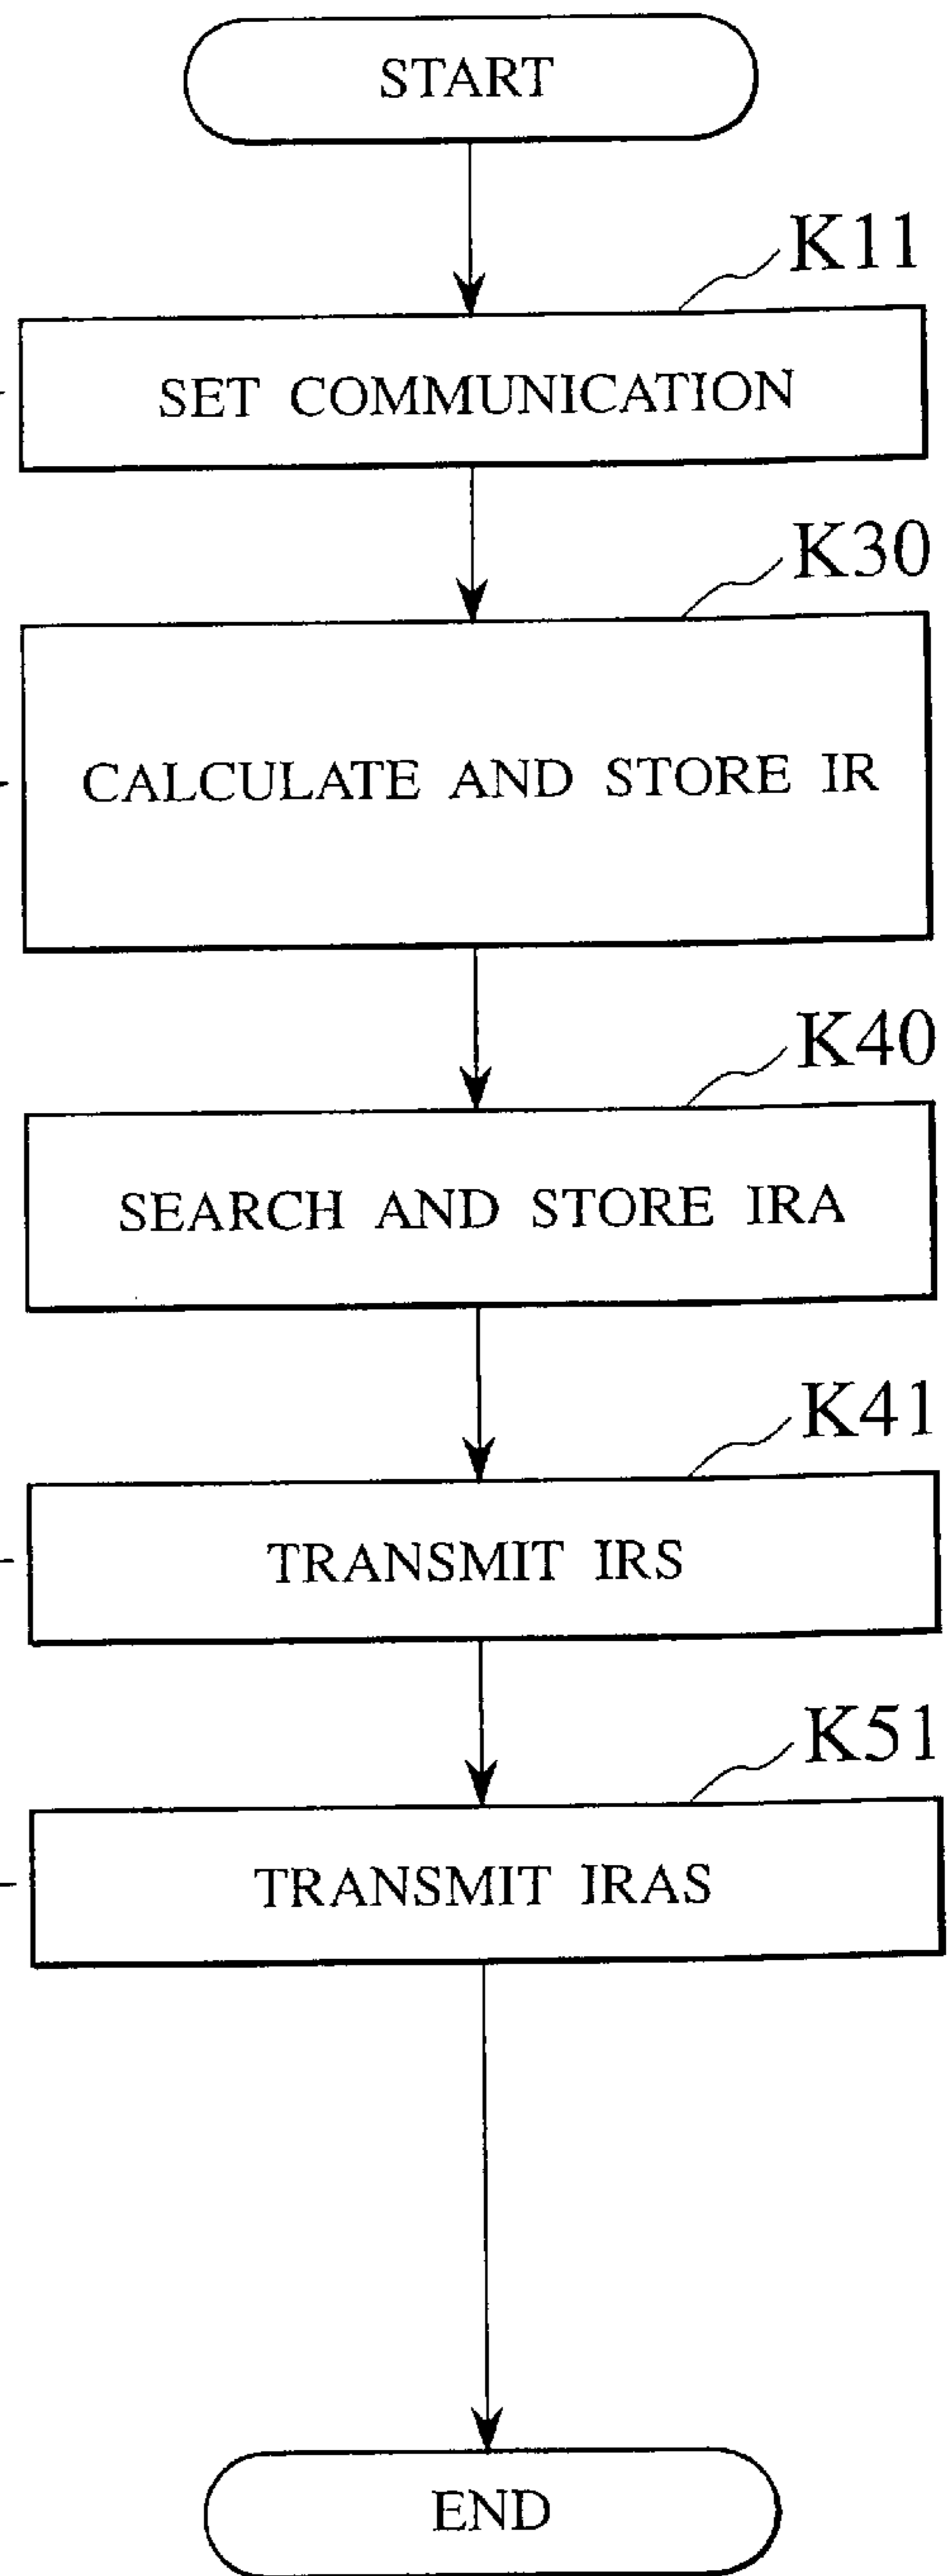 START
K11
SET COMMUNICATION
K30
CALCULATE AND STORE IR
K40
SEARCH AND STORE IRA
K41
TRANSMIT IRS
K51
TRANSMIT IRAS
END